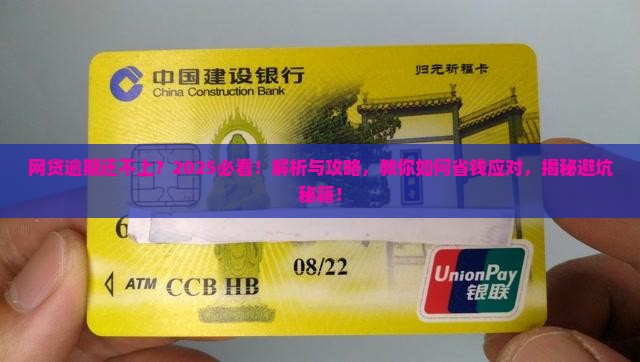 中国建设银行
China Construction Bank
归元祈福卡
网贷逾期还不上？2025必看！解析与攻略，教你如何省钱应对，揭秘避坑
秘籍！
6
08/22
ATM CCB HB
UnionPay
银联